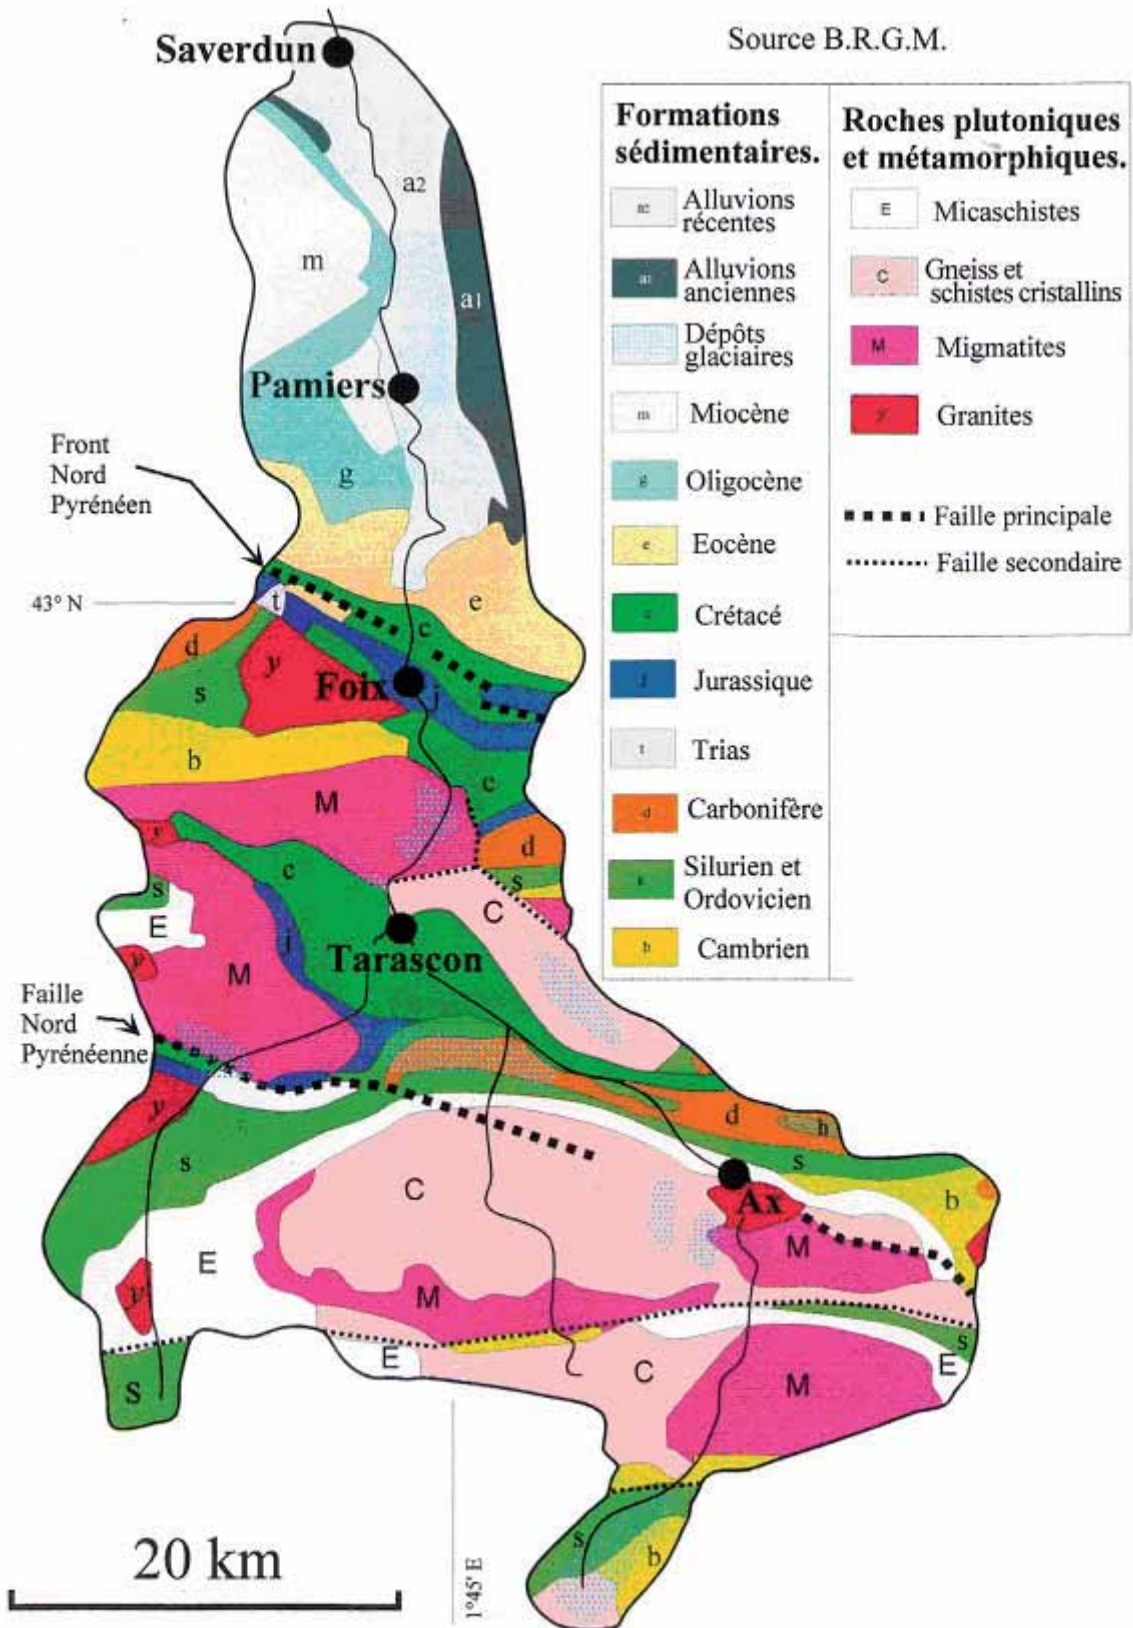 Source B.R.G.M.
Saverdun
a2
m
a1
Pamiers
Front
Nord
Pyrénéen
g
43° N
t
c
e
d
y
s
Foix
j
b
c
M
y
d
c
s
s
C
E
j
Tarascon
y
M
Faille
Nord
Pyrénéenne
y
d
h
s
s
C
b
Ax
M
E
M
y
s
E
E
C
M
S
20 km
1°45' E
s
b
Formations
sédimentaires.
a2 Alluvions
récentes
a1 Alluvions
anciennes
Dépôts
glaciaires
m Miocène
g Oligocène
e Eocène
c Crétacé
j Jurassique
t Trias
d Carbonifère
s Silurien et
Ordovicien
b Cambrien
Roches plutoniques
et métamorphiques.
E Micaschistes
C Gneiss et
schistes cristallins
M Migmatites
y Granites
Faille principale
Faille secondaire